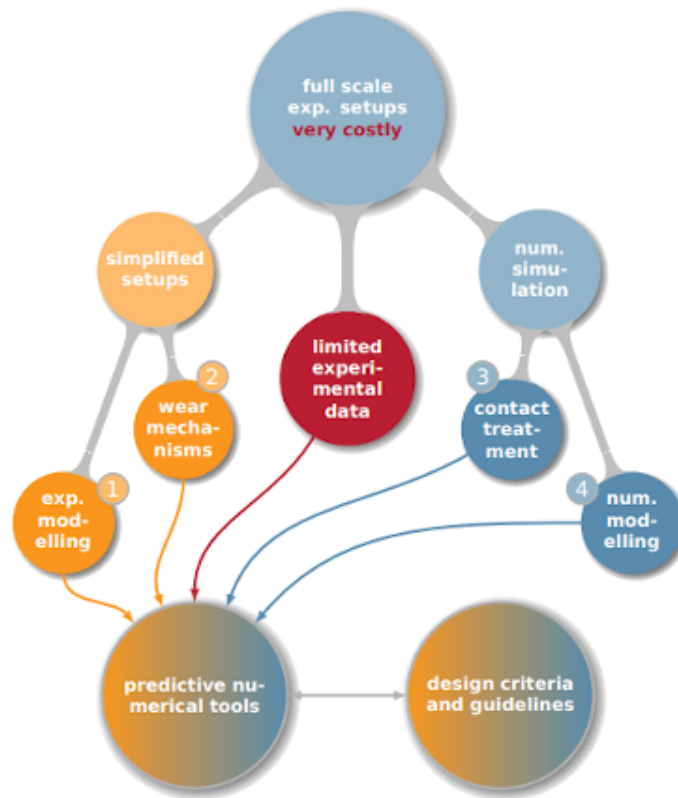 full scale
exp. setups
very costly
simplified
setups
num.
simu-
lation
limited
experi-
mental
data
2
wear
mecha-
nisms
3
contact
treat-
ment
1
exp.
mod-
elling
4
num.
mod-
elling
predictive nu-
merical tools
design criteria
and guidelines